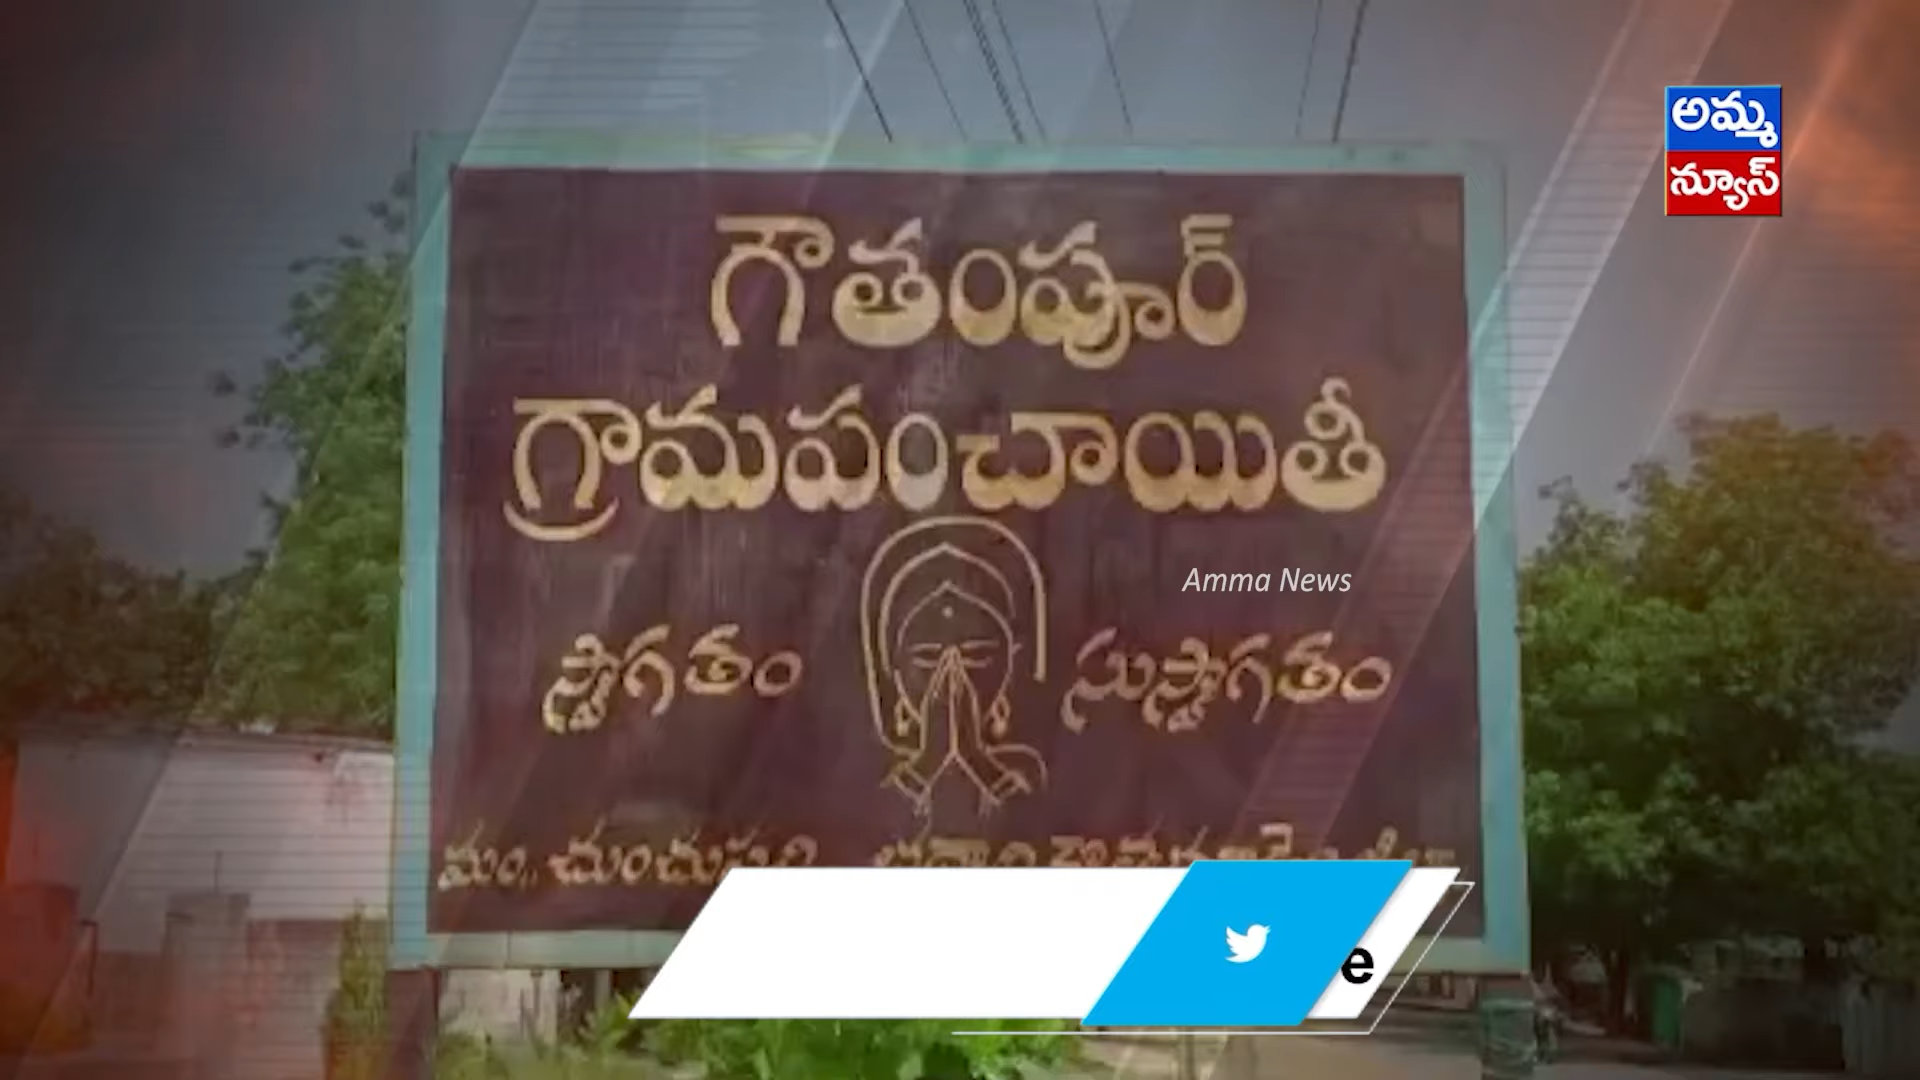 అమ్మ
న్యూస్
గౌతంపూర్
గ్రామపంచాయితీ
Amma News
స్వాగతం సుస్వాగతం
మం,, చుంచుపల్లి
e